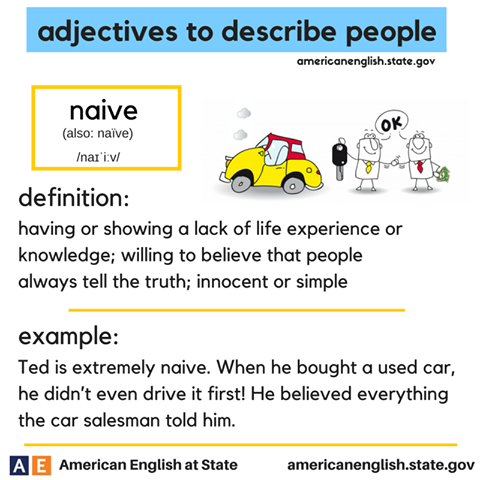 adjectives to describe people
americanenglish.state.gov
naive
(also: naïve)
/naɪˈiːv/
OK
definition:
having or showing a lack of life experience or
knowledge; willing to believe that people
always tell the truth; innocent or simple
example:
Ted is extremely naive. When he bought a used car,
he didn’t even drive it first! He believed everything
the car salesman told him.
AE American English at State americanenglish.state.gov